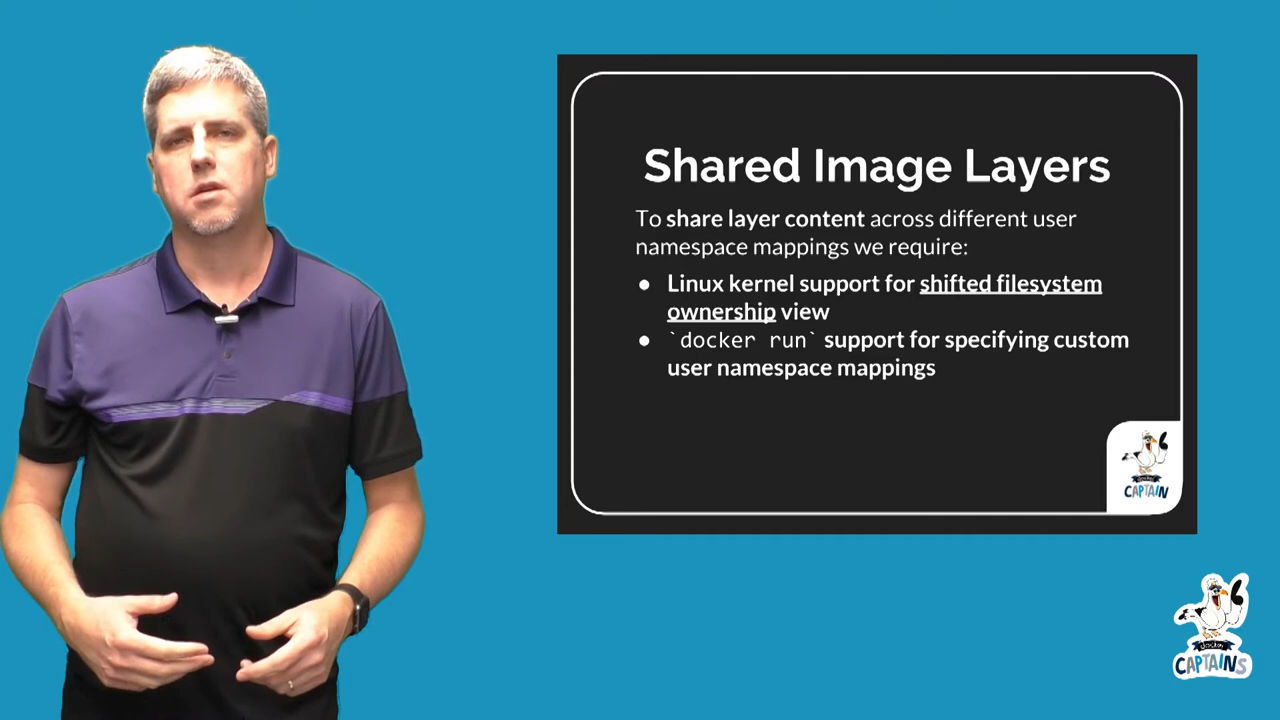 Shared Image Layers
To share layer content across different user
namespace mappings we require:
● Linux kernel support for shifted filesystem
ownership view
● `docker run` support for specifying custom
user namespace mappings
CAPTAIN
CAPTAINS